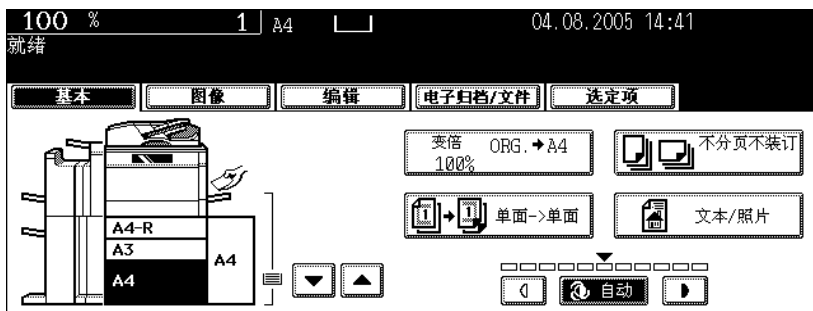 100 % 1 A4 04.08.2005 14:41
就绪
基本 图像 编辑 电子归档/文件 选定项
变倍 ORG.➜A4
100%
不分页不装订
1➜1 单面->单面
文本/照片
A4-R
A3
A4
A4
自动